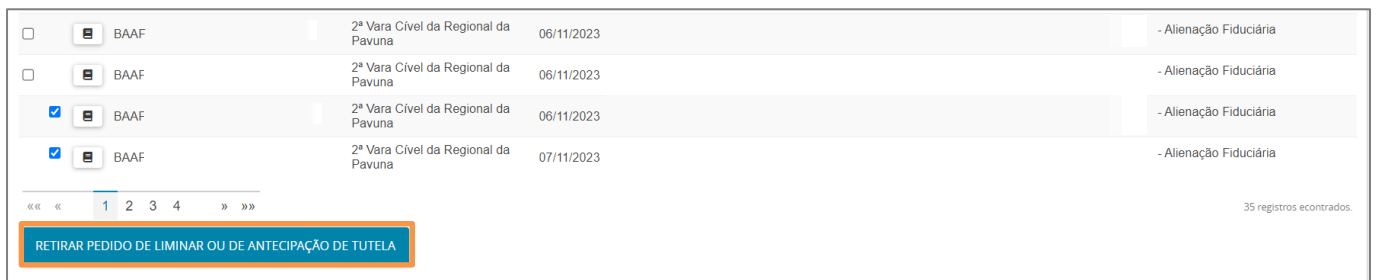 BAAF 2ª Vara Cível da Regional da Pavuna 06/11/2023 - Alienação Fiduciária
BAAF 2ª Vara Cível da Regional da Pavuna 06/11/2023 - Alienação Fiduciária
BAAF 2ª Vara Cível da Regional da Pavuna 06/11/2023 - Alienação Fiduciária
BAAF 2ª Vara Cível da Regional da Pavuna 07/11/2023 - Alienação Fiduciária
«« « 1 2 3 4 » »»
35 registros econtrados.
RETIRAR PEDIDO DE LIMINAR OU DE ANTECIPAÇÃO DE TUTELA